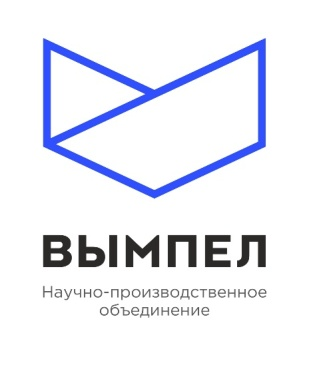 ВЫМПЕЛ
Научно-производственное
объединение